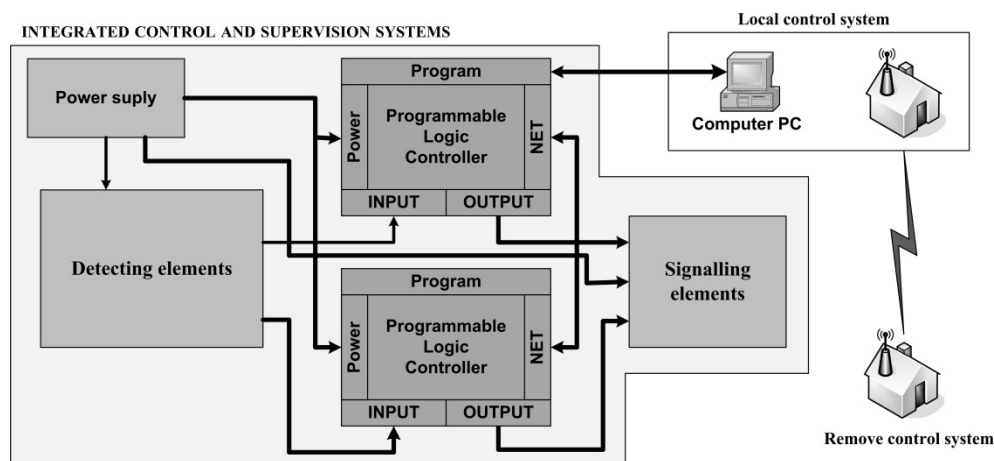 INTEGRATED CONTROL AND SUPERVISION SYSTEMS
Local control system
Power suply
Program
Power
Programmable
Logic
Controller
NET
INPUT
OUTPUT
Computer PC
Detecting elements
Signalling
elements
Program
Power
Programmable
Logic
Controller
NET
INPUT
OUTPUT
Remove control system